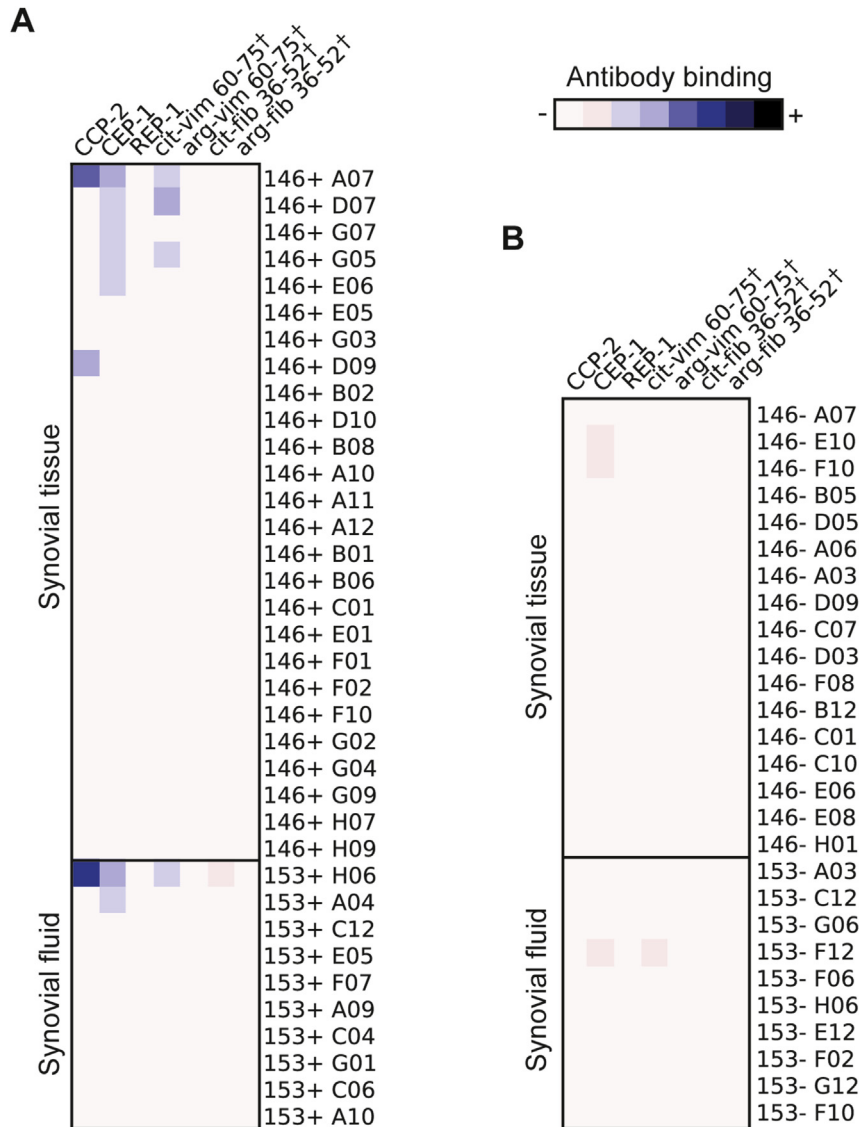 A
CCP-2
CEP-1
REP-1
cit-vim 60-75†
arg-vim 60-75†
cit-fib 36-52†
arg-fib 36-52†
Antibody binding
- +
Synovial tissue
146+ A07
146+ D07
146+ G07
146+ G05
146+ E06
146+ E05
146+ G03
146+ D09
146+ B02
146+ D10
146+ B08
146+ A10
146+ A11
146+ A12
146+ B01
146+ B06
146+ C01
146+ E01
146+ F01
146+ F02
146+ F10
146+ G02
146+ G04
146+ G09
146+ H07
146+ H09
Synovial fluid
153+ H06
153+ A04
153+ C12
153+ E05
153+ F07
153+ A09
153+ C04
153+ G01
153+ C06
153+ A10
B
CCP-2
CEP-1
REP-1
cit-vim 60-75†
arg-vim 60-75†
cit-fib 36-52†
arg-fib 36-52†
Synovial tissue
146- A07
146- E10
146- F10
146- B05
146- D05
146- A06
146- A03
146- D09
146- C07
146- D03
146- F08
146- B12
146- C01
146- C10
146- E06
146- E08
146- H01
Synovial fluid
153- A03
153- C12
153- G06
153- F12
153- F06
153- H06
153- E12
153- F02
153- G12
153- F10